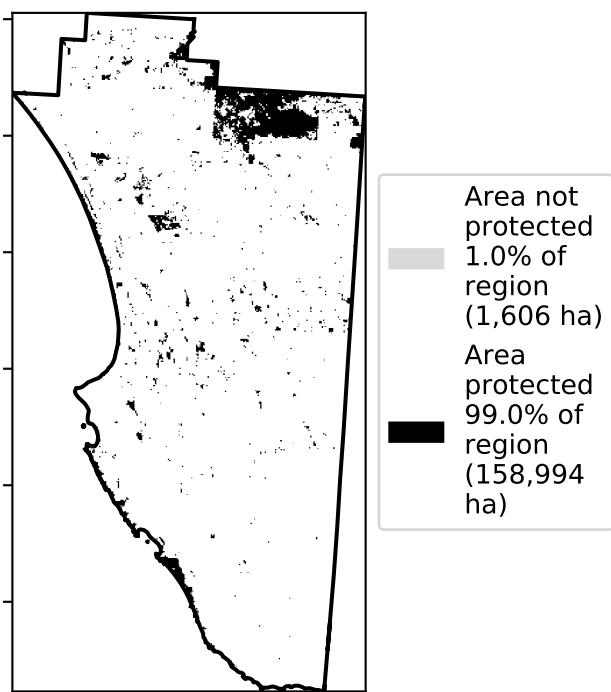 Area not
protected
1.0% of
region
(1,606 ha)
Area
protected
99.0% of
region
(158,994
ha)